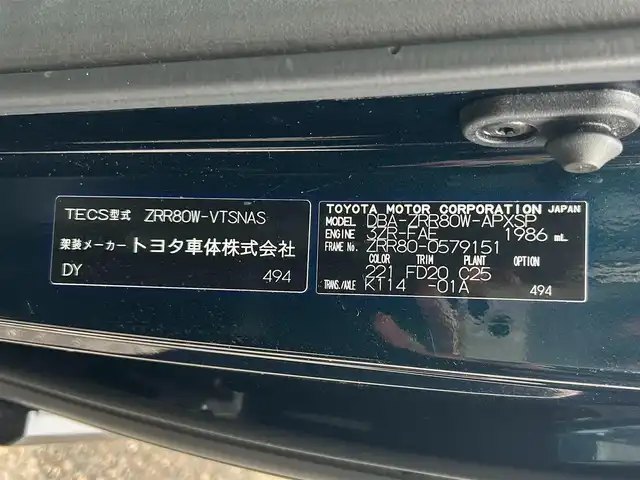 TECS型式 ZRR80W-VTSNAS
架装メーカー トヨタ車体株式会社
DY 494
TOYOTA MOTOR CORPORATION JAPAN
MODEL DBA-ZRR80W-APXSP
ENGINE 3ZR-FAE 1986 mL
FRAME No. ZRR80-0579151
COLOR TRIM PLANT OPTION
221 FD20 C25
TRANS./AXLE KT14 -01A 494